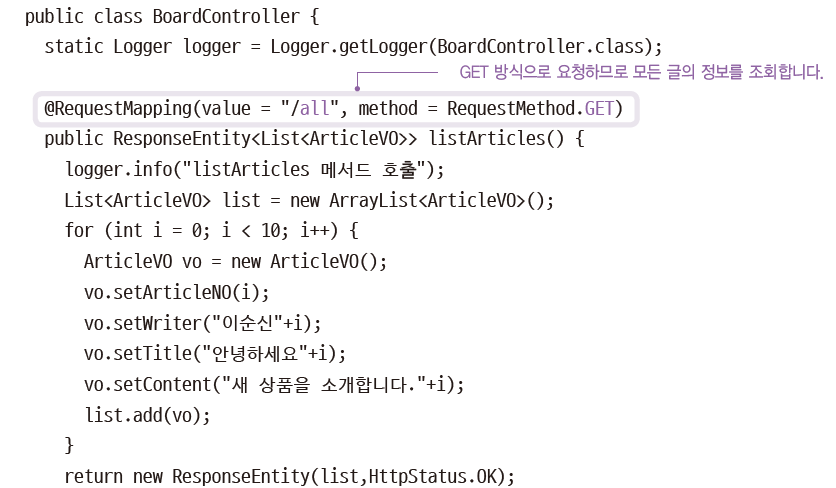 public class BoardController {
static Logger logger = Logger.getLogger(BoardController.class);
GET 방식으로 요청하므로 모든 글의 정보를 조회합니다.
@RequestMapping(value = "/all", method = RequestMethod.GET)
public ResponseEntity<List<ArticleVO>> listArticles() {
logger.info("listArticles 메서드 호출");
List<ArticleVO> list = new ArrayList<ArticleVO>();
for (int i = 0; i < 10; i++) {
ArticleVO vo = new ArticleVO();
vo.setArticleNO(i);
vo.setWriter("이순신"+i);
vo.setTitle("안녕하세요"+i);
vo.setContent("새 상품을 소개합니다."+i);
list.add(vo);
}
return new ResponseEntity(list,HttpStatus.OK);